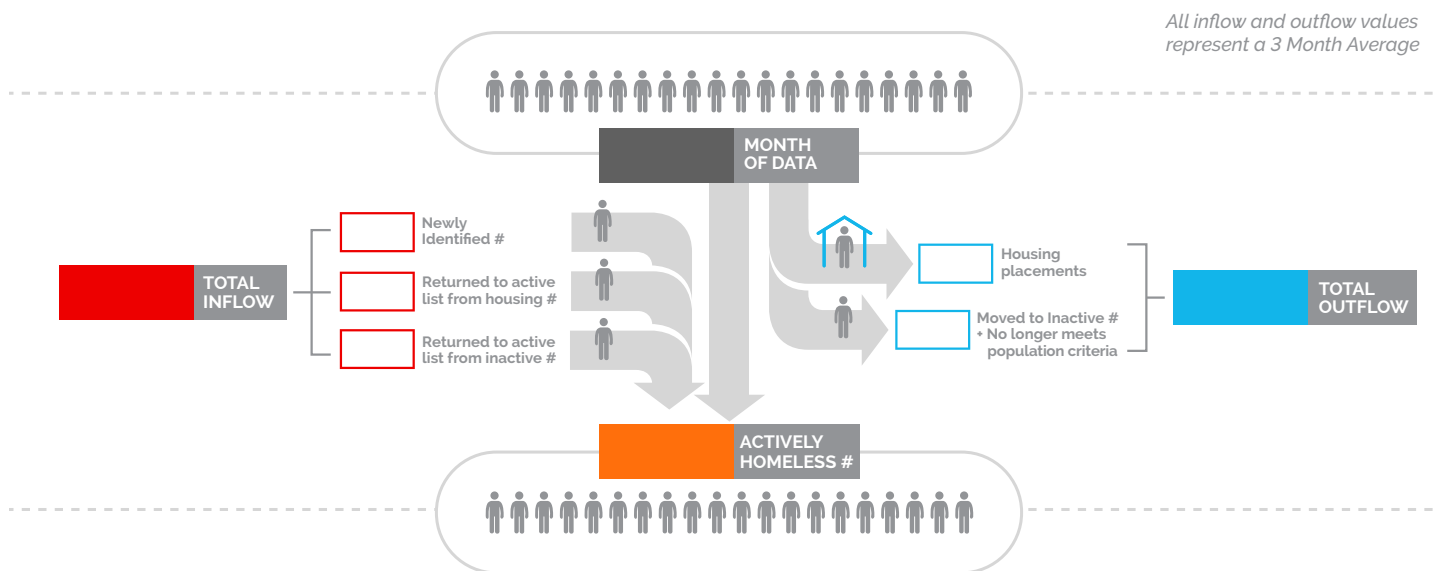 All inflow and outflow values
represent a 3 Month Average
MONTH
OF DATA
TOTAL
INFLOW
Newly
Identified #
Returned to active
list from housing #
Returned to active
list from inactive #
Housing
placements
Moved to Inactive #
+ No longer meets
population criteria
TOTAL
OUTFLOW
ACTIVELY
HOMELESS #